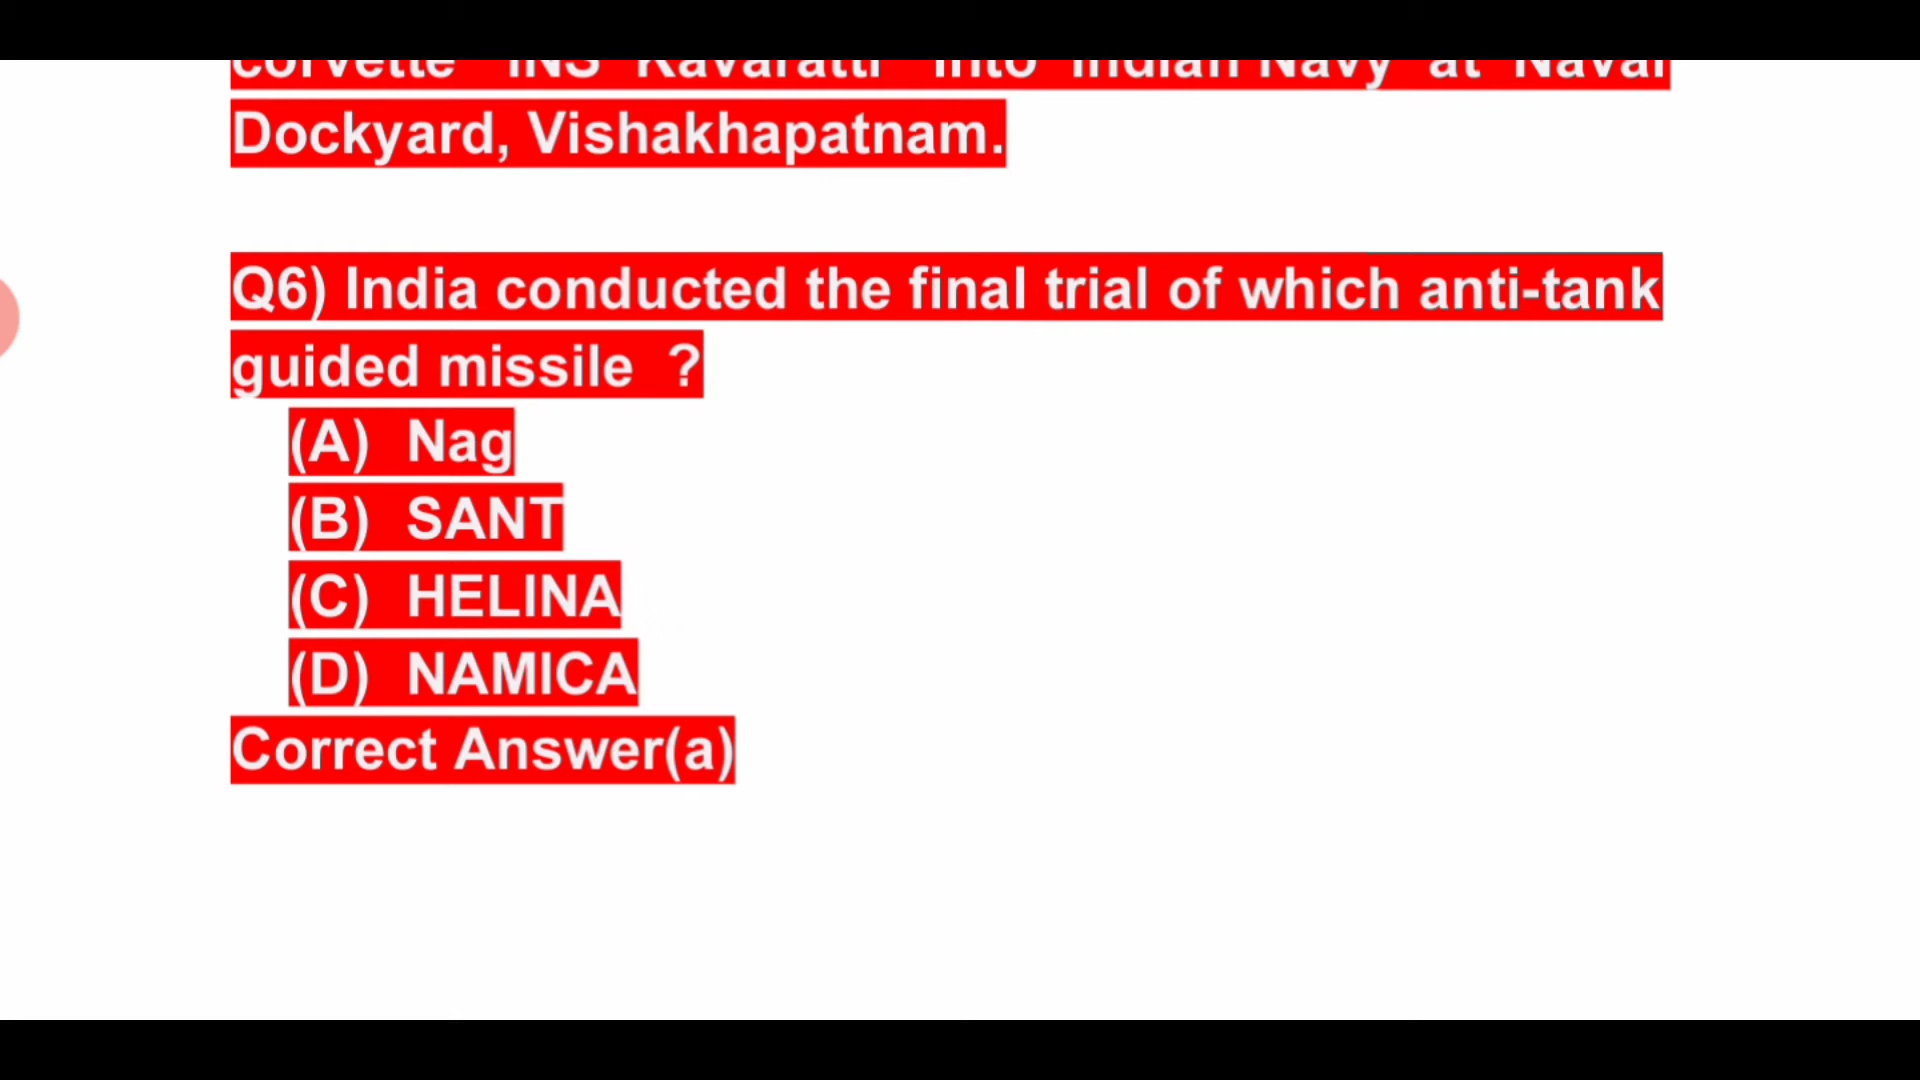 corvette "INS Kavaratti" into Indian Navy at Naval
Dockyard, Vishakhapatnam.
Q6) India conducted the final trial of which anti-tank
guided missile ?
(A) Nag
(B) SANT
(C) HELINA
(D) NAMICA
Correct Answer(a)